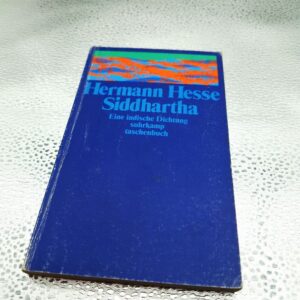 Hermann Hesse
Siddhartha
Eine indische Dichtung
suhrkamp
taschenbuch